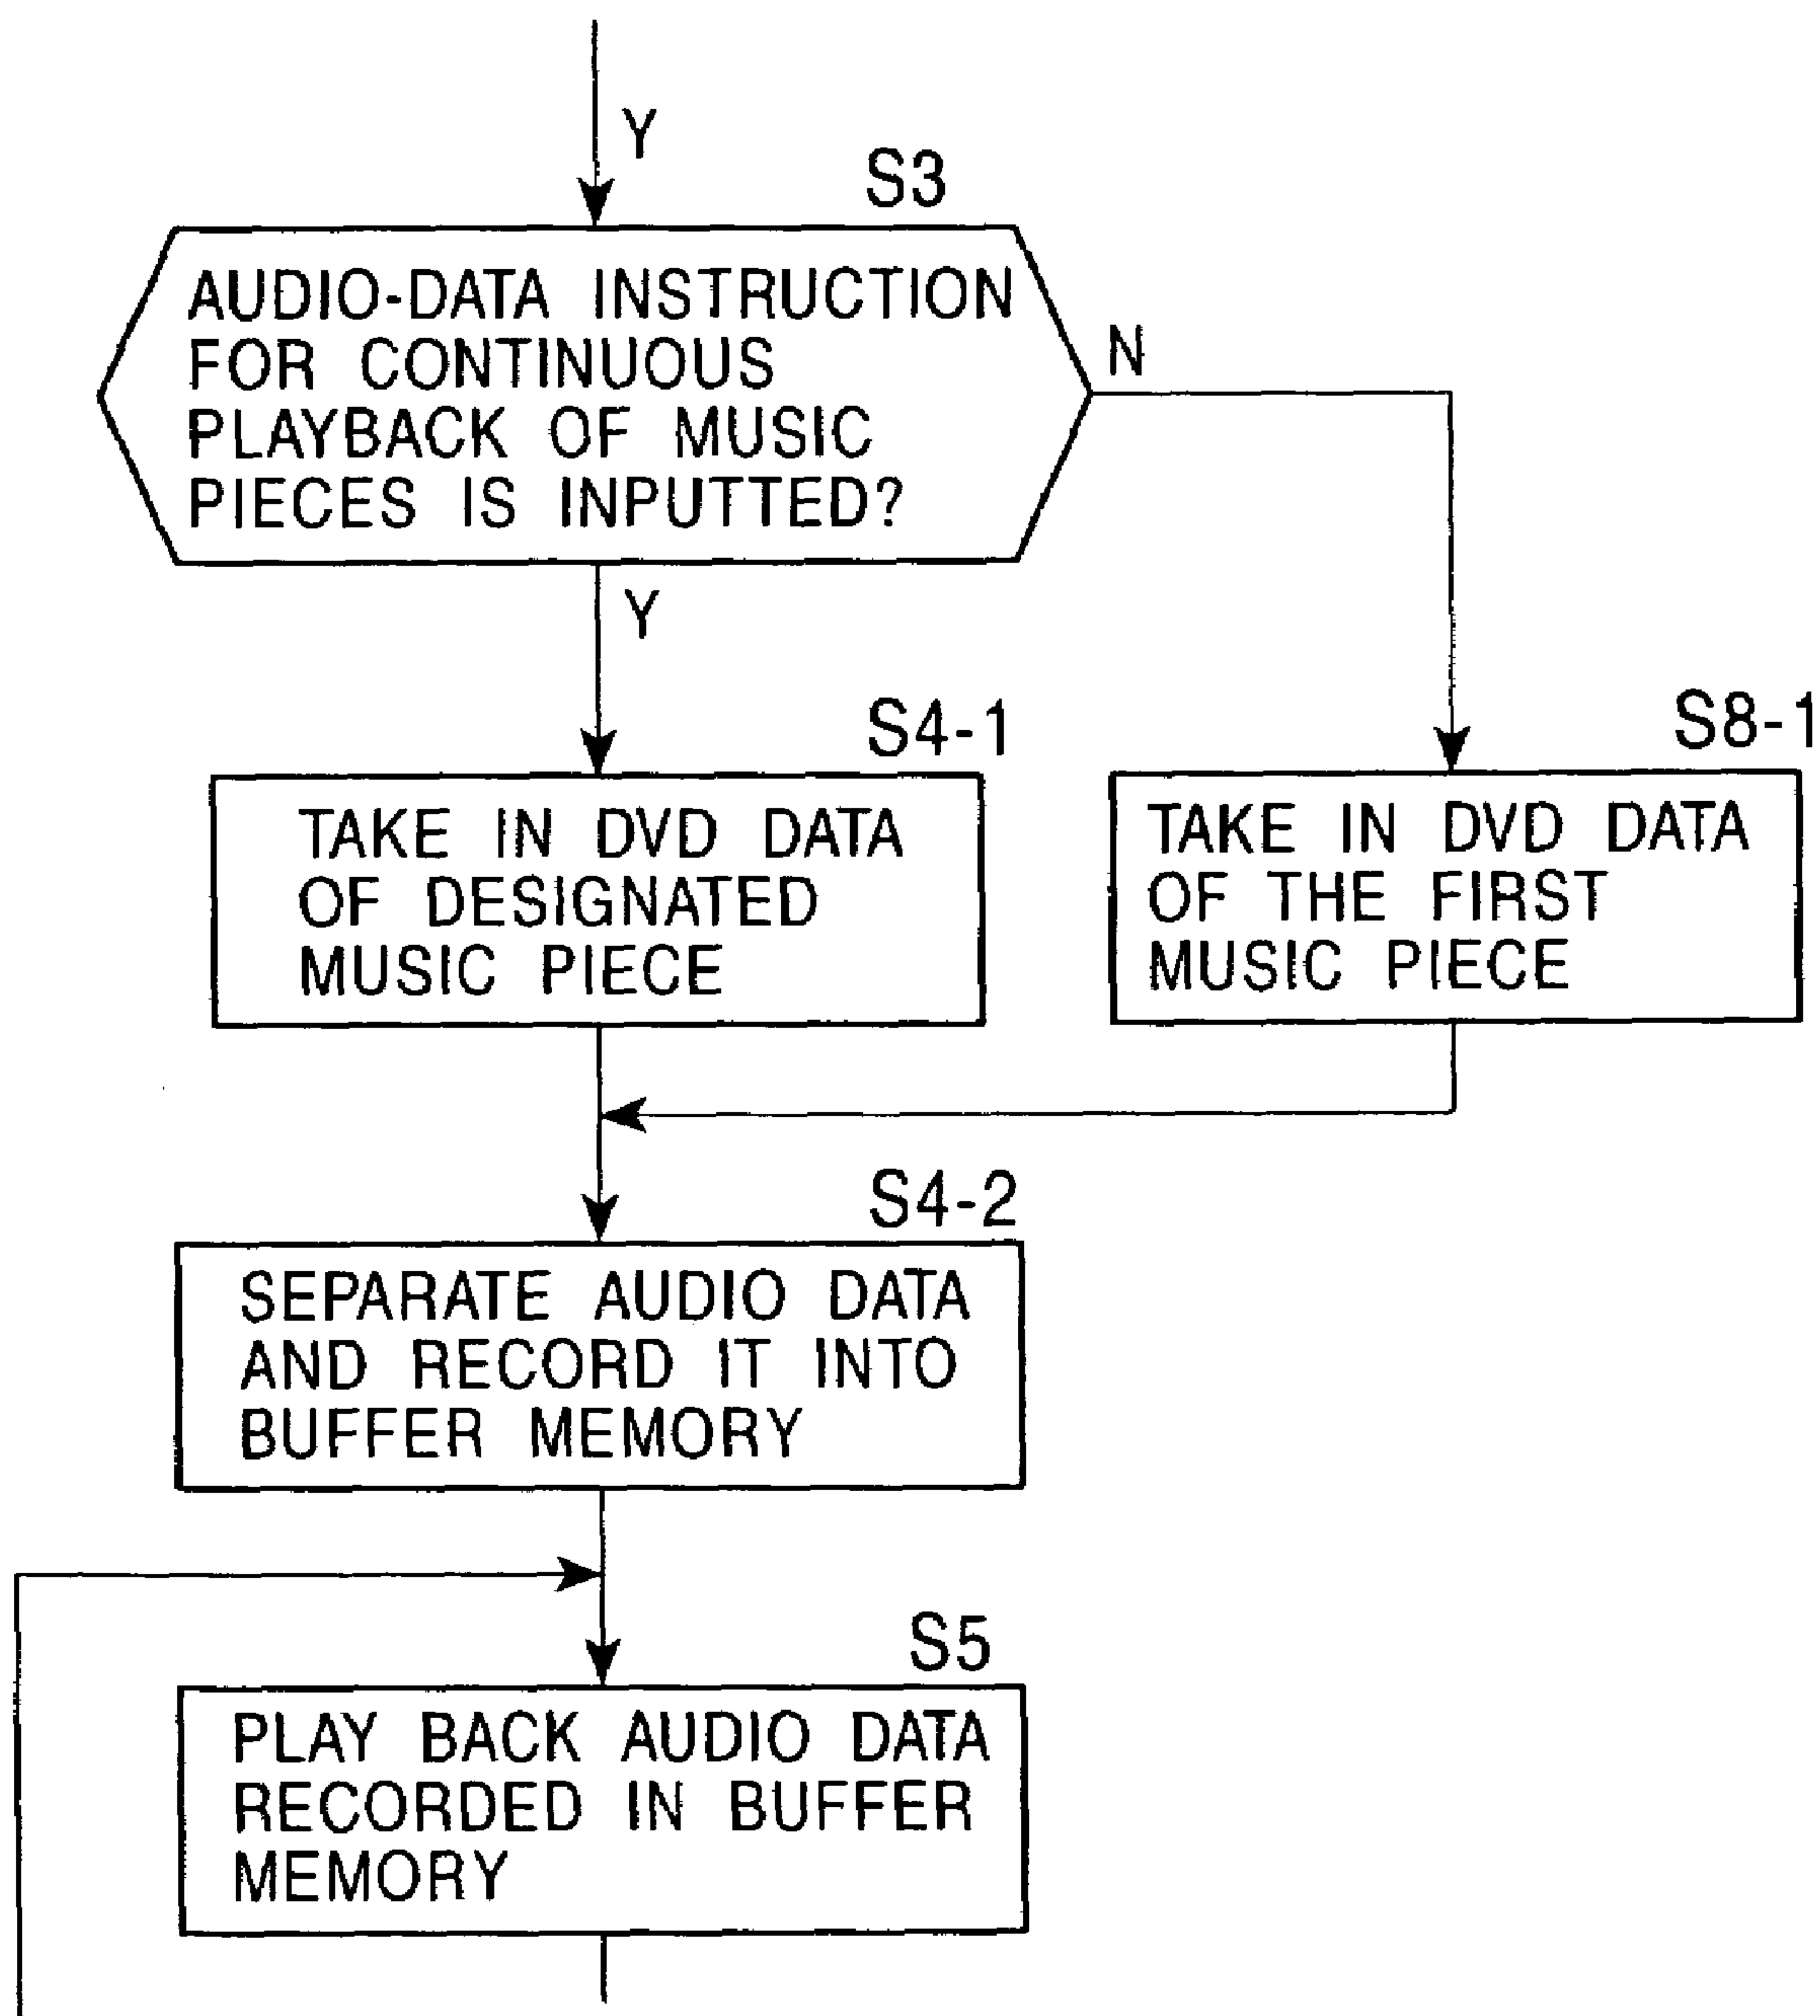 Y
S3
AUDIO-DATA INSTRUCTION
FOR CONTINUOUS
PLAYBACK OF MUSIC
PIECES IS INPUTTED?
N
Y
S4-1
TAKE IN DVD DATA
OF DESIGNATED
MUSIC PIECE
S8-1
TAKE IN DVD DATA
OF THE FIRST
MUSIC PIECE
S4-2
SEPARATE AUDIO DATA
AND RECORD IT INTO
BUFFER MEMORY
S5
PLAY BACK AUDIO DATA
RECORDED IN BUFFER
MEMORY